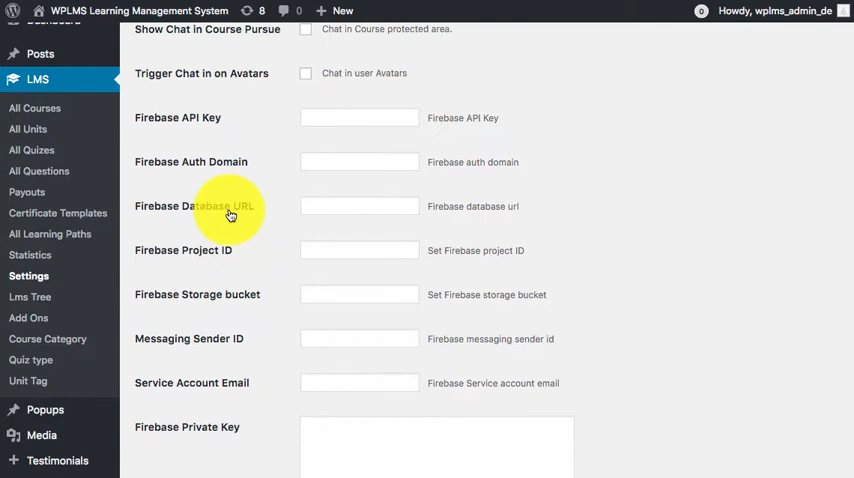 WPLMS Learning Management System 8 0 + New 0 Howdy, wplms_admin_de
Dashboard
Posts
LMS
All Courses
All Units
All Quizes
All Questions
Payouts
Certificate Templates
All Learning Paths
Statistics
Settings
Lms Tree
Add Ons
Course Category
Quiz type
Unit Tag
Popups
Media
Testimonials
Show Chat in Course Pursue Chat in Course protected area.
Trigger Chat in on Avatars Chat in user Avatars
Firebase API Key Firebase API Key
Firebase Auth Domain Firebase auth domain
Firebase Database URL Firebase database url
Firebase Project ID Set Firebase project ID
Firebase Storage bucket Set Firebase storage bucket
Messaging Sender ID Firebase messaging sender id
Service Account Email Firebase Service account email
Firebase Private Key